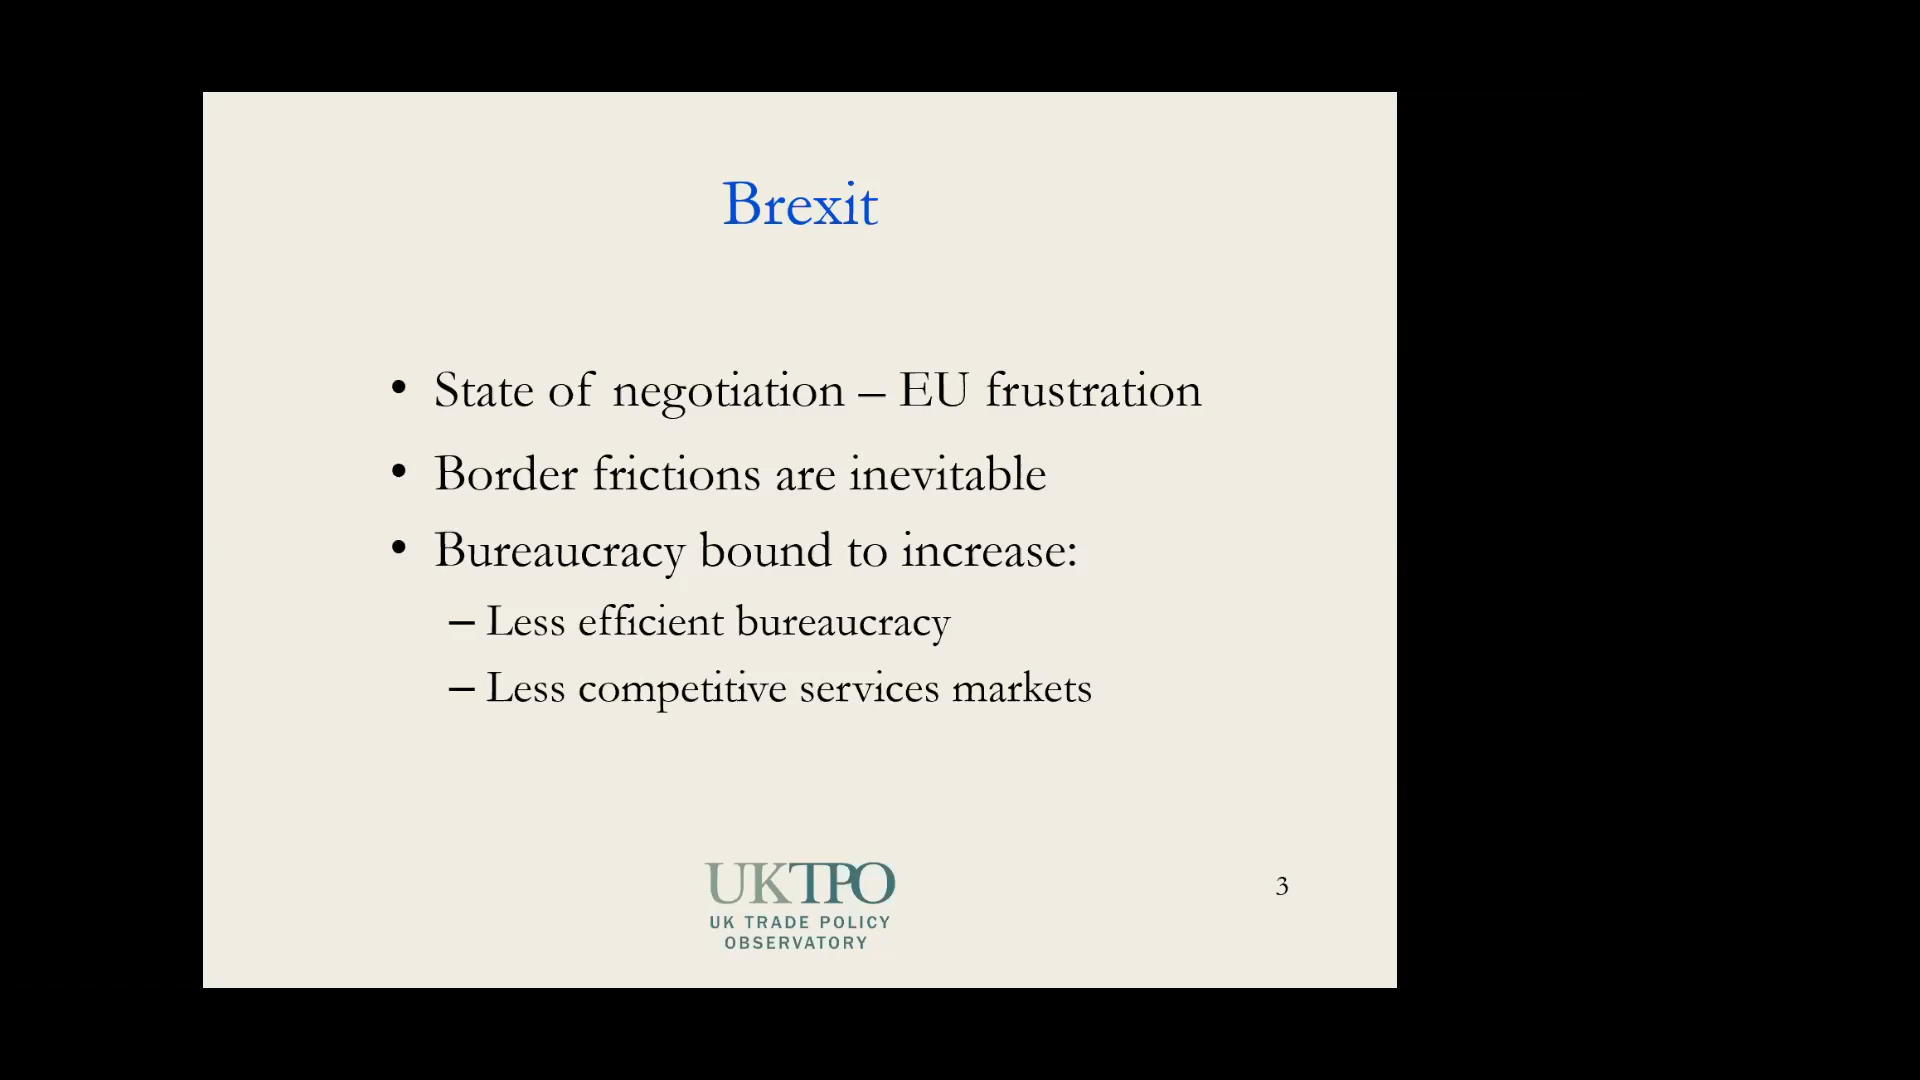 Brexit
• State of negotiation – EU frustration
• Border frictions are inevitable
• Bureaucracy bound to increase:
– Less efficient bureaucracy
– Less competitive services markets
UKTPO
UK TRADE POLICY
OBSERVATORY
3